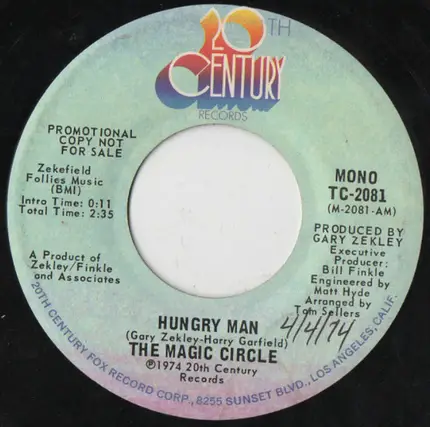 20TH
CENTURY
RECORDS
PROMOTIONAL
COPY NOT
FOR SALE
Zekefield
Follies Music
(BMI)
Intro Time: 0:11
Total Time: 2:35
A Product of
Zekley/Finkle
and Associates
MONO
TC-2081
(M-2081-AM)
PRODUCED BY
GARY ZEKLEY
Executive
Producer:
Bill Finkle
Engineered by
Matt Hyde
Arranged by
Tom Sellers
4/4/74
HUNGRY MAN
(Gary Zekley-Harry Garfield)
THE MAGIC CIRCLE
℗1974 20th Century
Records
20TH CENTURY FOX RECORD CORP., 8255 SUNSET BLVD., LOS ANGELES, CALIF.